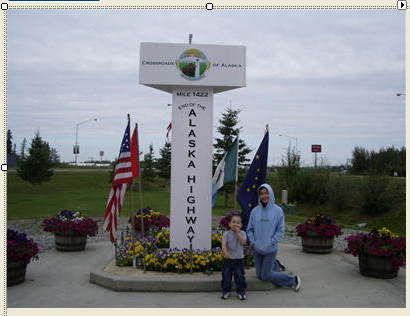 CROSSROADS OF ALASKA
MILE 1422
END OF THE
ALASKA HIGHWAY